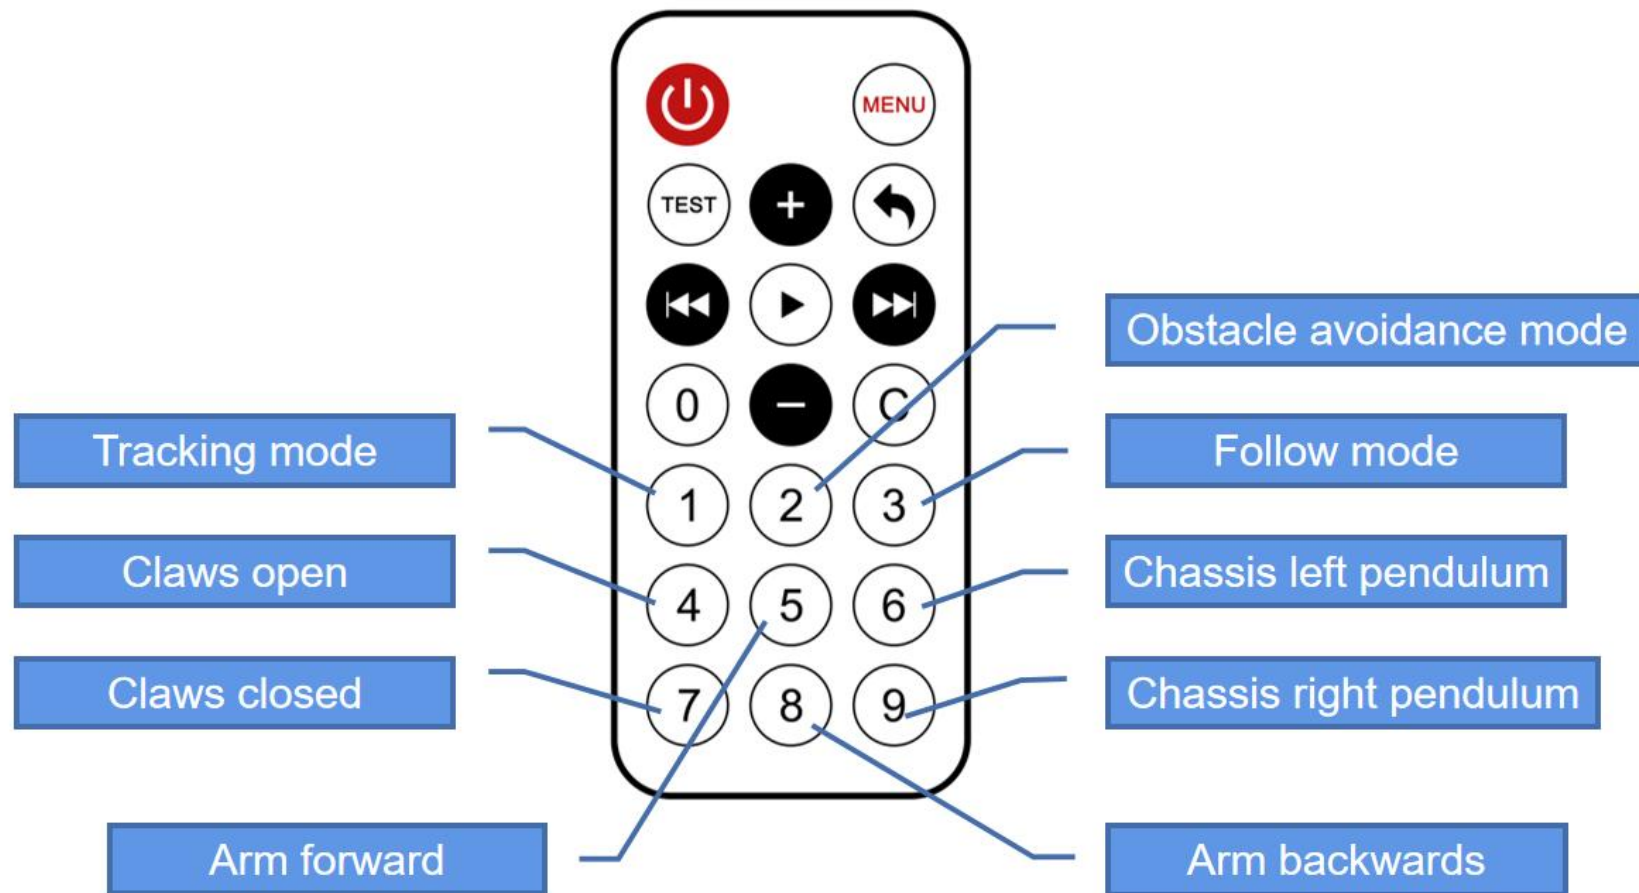 MENU
TEST
+
Obstacle avoidance mode
0
−
C
Tracking mode
Follow mode
1
2
3
Claws open
Chassis left pendulum
4
5
6
Claws closed
Chassis right pendulum
7
8
9
Arm forward
Arm backwards